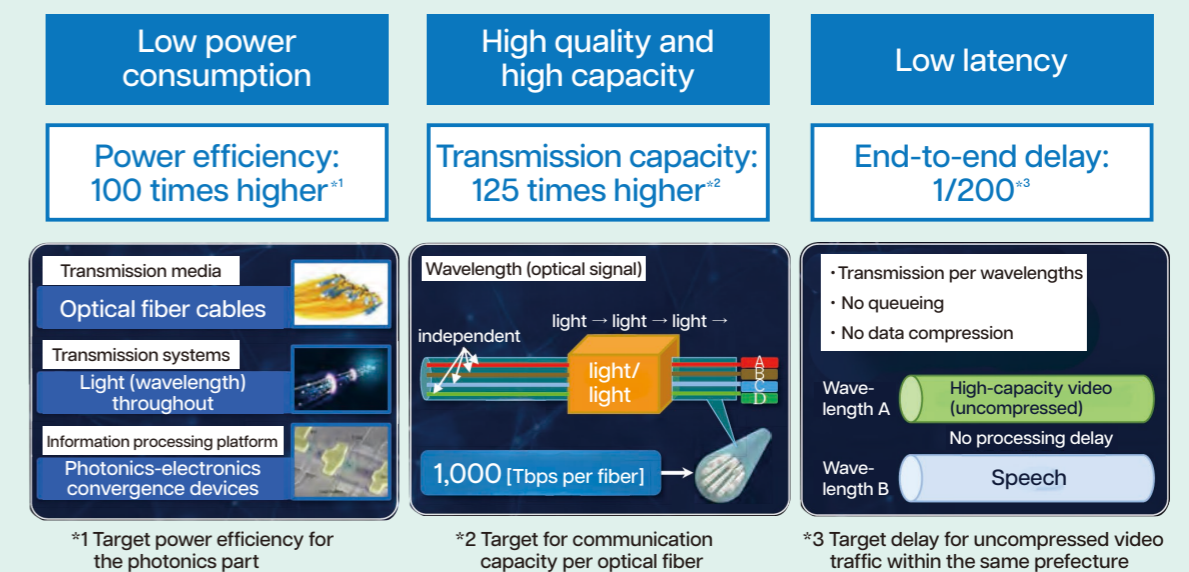 Low power
consumption
Power efficiency:
100 times higher*1
Transmission media
Optical fiber cables
Transmission systems
Light (wavelength)
throughout
Information processing platform
Photonics-electronics
convergence devices
*1 Target power efficiency for
the photonics part
High quality and
high capacity
Transmission capacity:
125 times higher*2
Wavelength (optical signal)
light → light → light →
independent
light/
light
A
B
C
D
1,000 [Tbps per fiber]
*2 Target for communication
capacity per optical fiber
Low latency
End-to-end delay:
1/200*3
・Transmission per wavelengths
・No queueing
・No data compression
Wave-
length A
High-capacity video
(uncompressed)
No processing delay
Wave-
length B
Speech
*3 Target delay for uncompressed video
traffic within the same prefecture